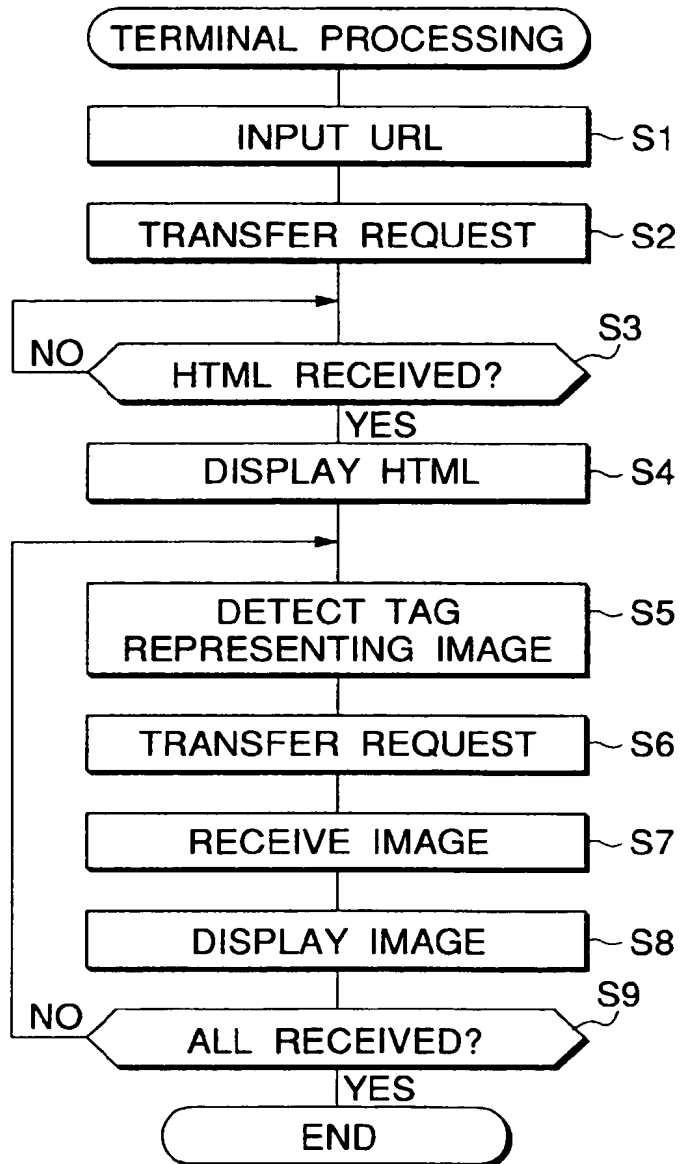 TERMINAL PROCESSING
INPUT URL
S1
TRANSFER REQUEST
S2
S3
NO
HTML RECEIVED?
YES
DISPLAY HTML
S4
DETECT TAG
REPRESENTING IMAGE
S5
TRANSFER REQUEST
S6
RECEIVE IMAGE
S7
DISPLAY IMAGE
S8
S9
NO
ALL RECEIVED?
YES
END